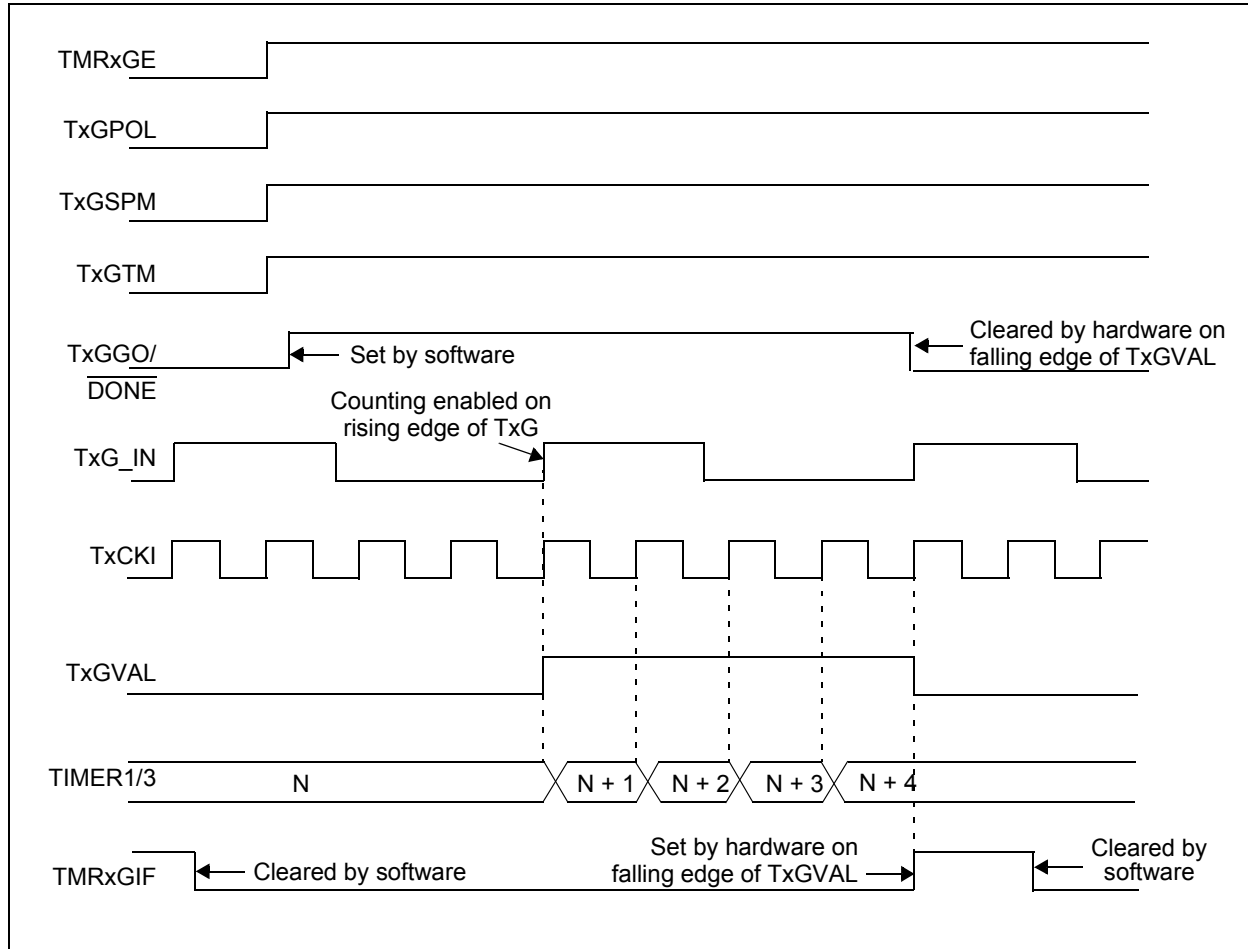 TMRxGE
TxGPOL
TxGSPM
TxGTM
TxGGO/
DONE
Set by software
Cleared by hardware on
falling edge of TxGVAL
Counting enabled on
rising edge of TxG
TxG_IN
TxCKI
TxGVAL
TIMER1/3
N
N + 1
N + 2
N + 3
N + 4
TMRxGIF
Cleared by software
Set by hardware on
falling edge of TxGVAL
Cleared by
software